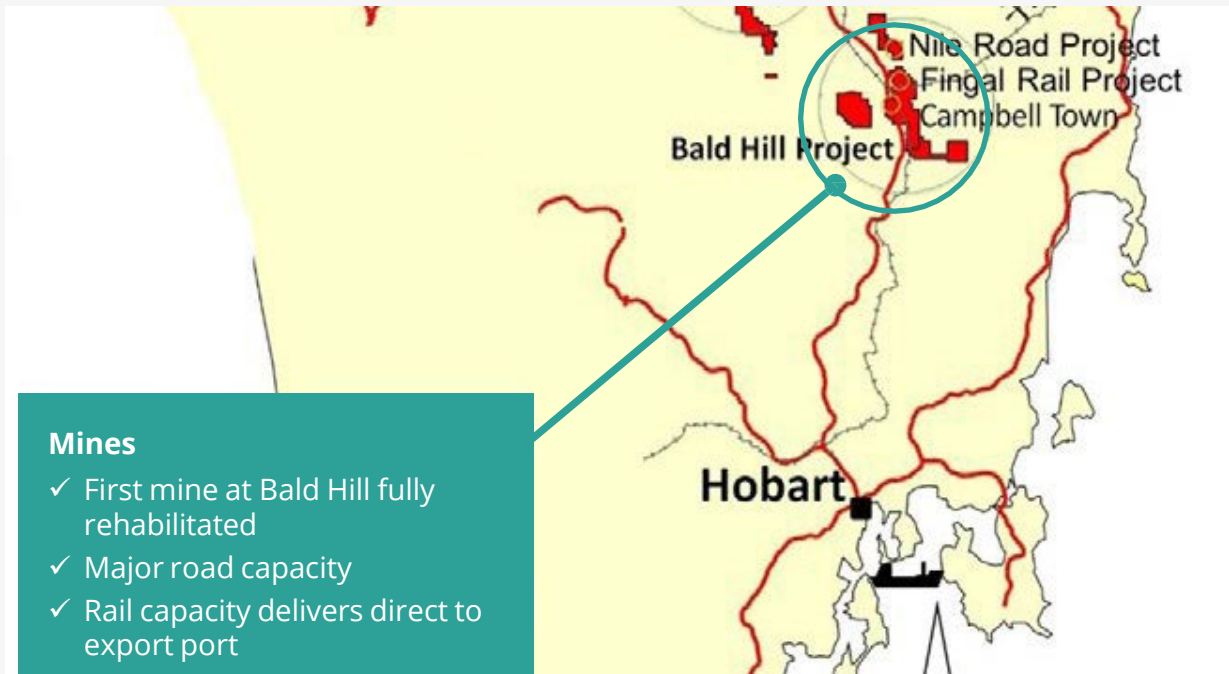 Nile Road Project
Fingal Rail Project
Campbell Town
Bald Hill Project
Hobart
Mines
✓ First mine at Bald Hill fully
rehabilitated
✓ Major road capacity
✓ Rail capacity delivers direct to
export port